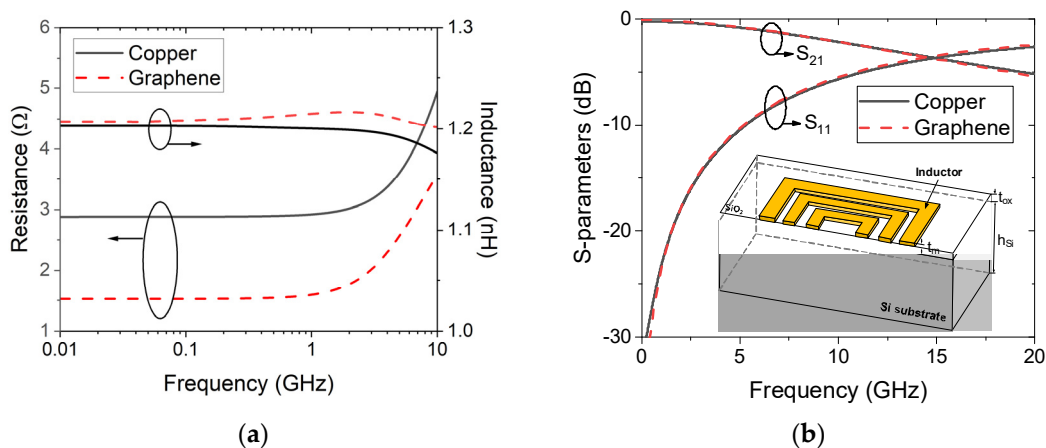 Copper
Graphene
Resistance (Ω)
6
5
4
3
2
1
1.3
1.2
1.1
1.0
Inductance (nH)
0.01
0.1
1
10
Frequency (GHz)
(a)
b)
S-parameters (dB)
0
-10
-20
-30
S21
S11
Copper
Graphene
Inductor
SiO2
tox
tm
hSi
Si substrate
0
5
10
15
20
Frequency (GHz)
(b)
a)